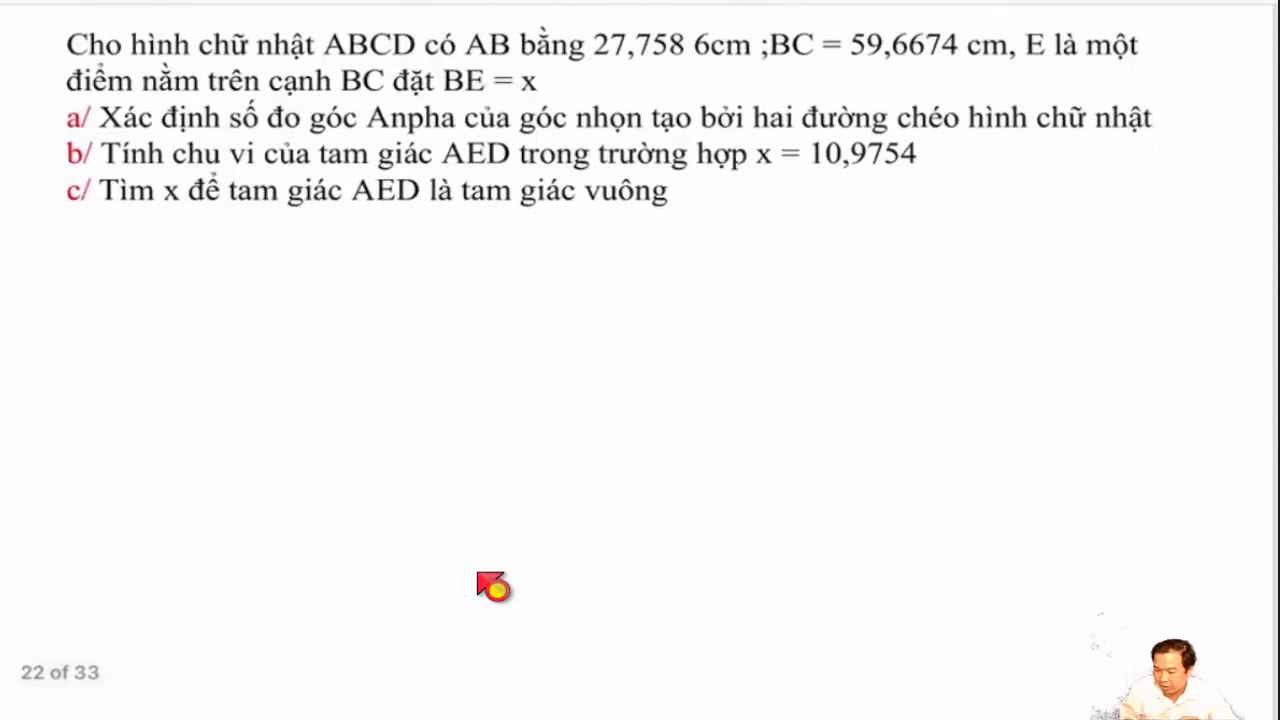 Cho hình chữ nhật ABCD có AB bằng 27,758 6cm ;BC = 59,6674 cm, E là một
điểm nằm trên cạnh BC đặt BE = x
a/ Xác định số đo góc Anpha của góc nhọn tạo bởi hai đường chéo hình chữ nhật
b/ Tính chu vi của tam giác AED trong trường hợp x = 10,9754
c/ Tìm x để tam giác AED là tam giác vuông
22 of 33